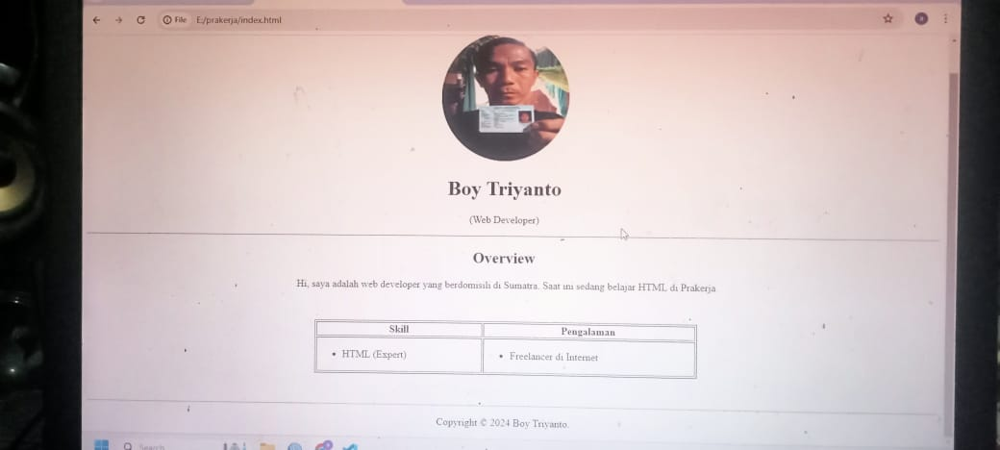 File E:/prakerja/index.html
Boy Triyanto
(Web Developer)
Overview
Hi, saya adalah web developer yang berdomisili di Sumatra. Saat ini sedang belajar HTML di Prakerja
Skill
Pengalaman
• HTML (Expert)
• Freelancer di Internet
Copyright © 2024 Boy Triyanto.
Search